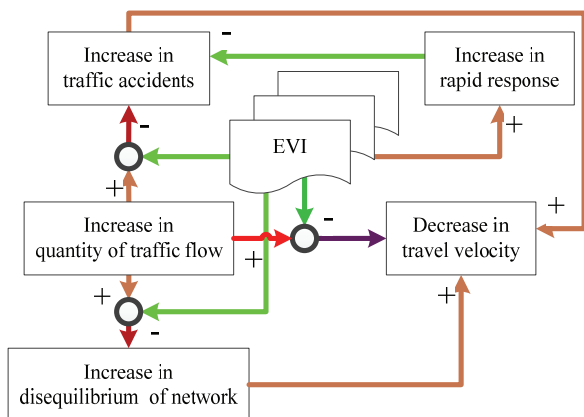 Increase in
traffic accidents
-
Increase in
rapid response
EVI
+
-
+
Increase in
quantity of traffic flow
+
-
Decrease in
travel velocity
+
+
-
+
Increase in
disequilibrium of network